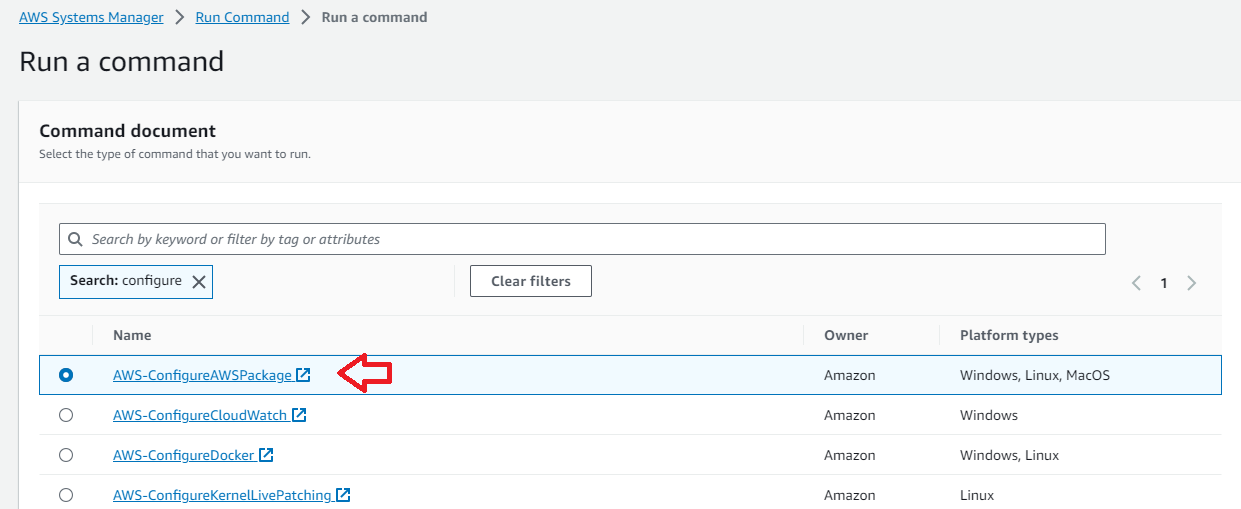 AWS Systems Manager > Run Command > Run a command
Run a command
Command document
Select the type of command that you want to run.
Search by keyword or filter by tag or attributes
Search: configure
Clear filters
1
Name Owner Platform types
AWS-ConfigureAWSPackage Amazon Windows, Linux, MacOS
AWS-ConfigureCloudWatch Amazon Windows
AWS-ConfigureDocker Amazon Windows, Linux
AWS-ConfigureKernelLivePatching Amazon Linux